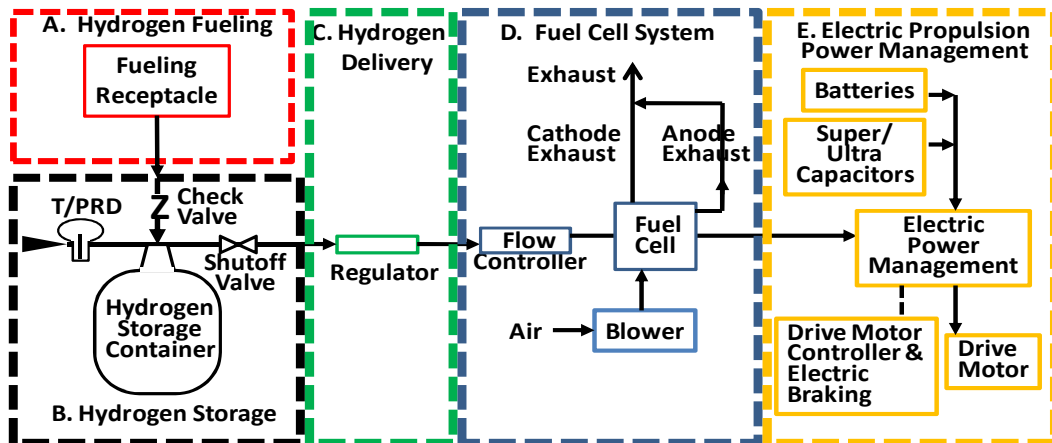 A. Hydrogen Fueling
Fueling
Receptacle
T/PRD
Check
Valve
Shutoff
Valve
Hydrogen
Storage
Container
B. Hydrogen Storage
C. Hydrogen
Delivery
Regulator
D. Fuel Cell System
Exhaust
Cathode
Exhaust
Anode
Exhaust
Flow
Controller
Fuel
Cell
Air
Blower
E. Electric Propulsion
Power Management
Batteries
Super/
Ultra
Capacitors
Electric
Power
Management
Drive Motor
Controller &
Electric
Braking
Drive
Motor